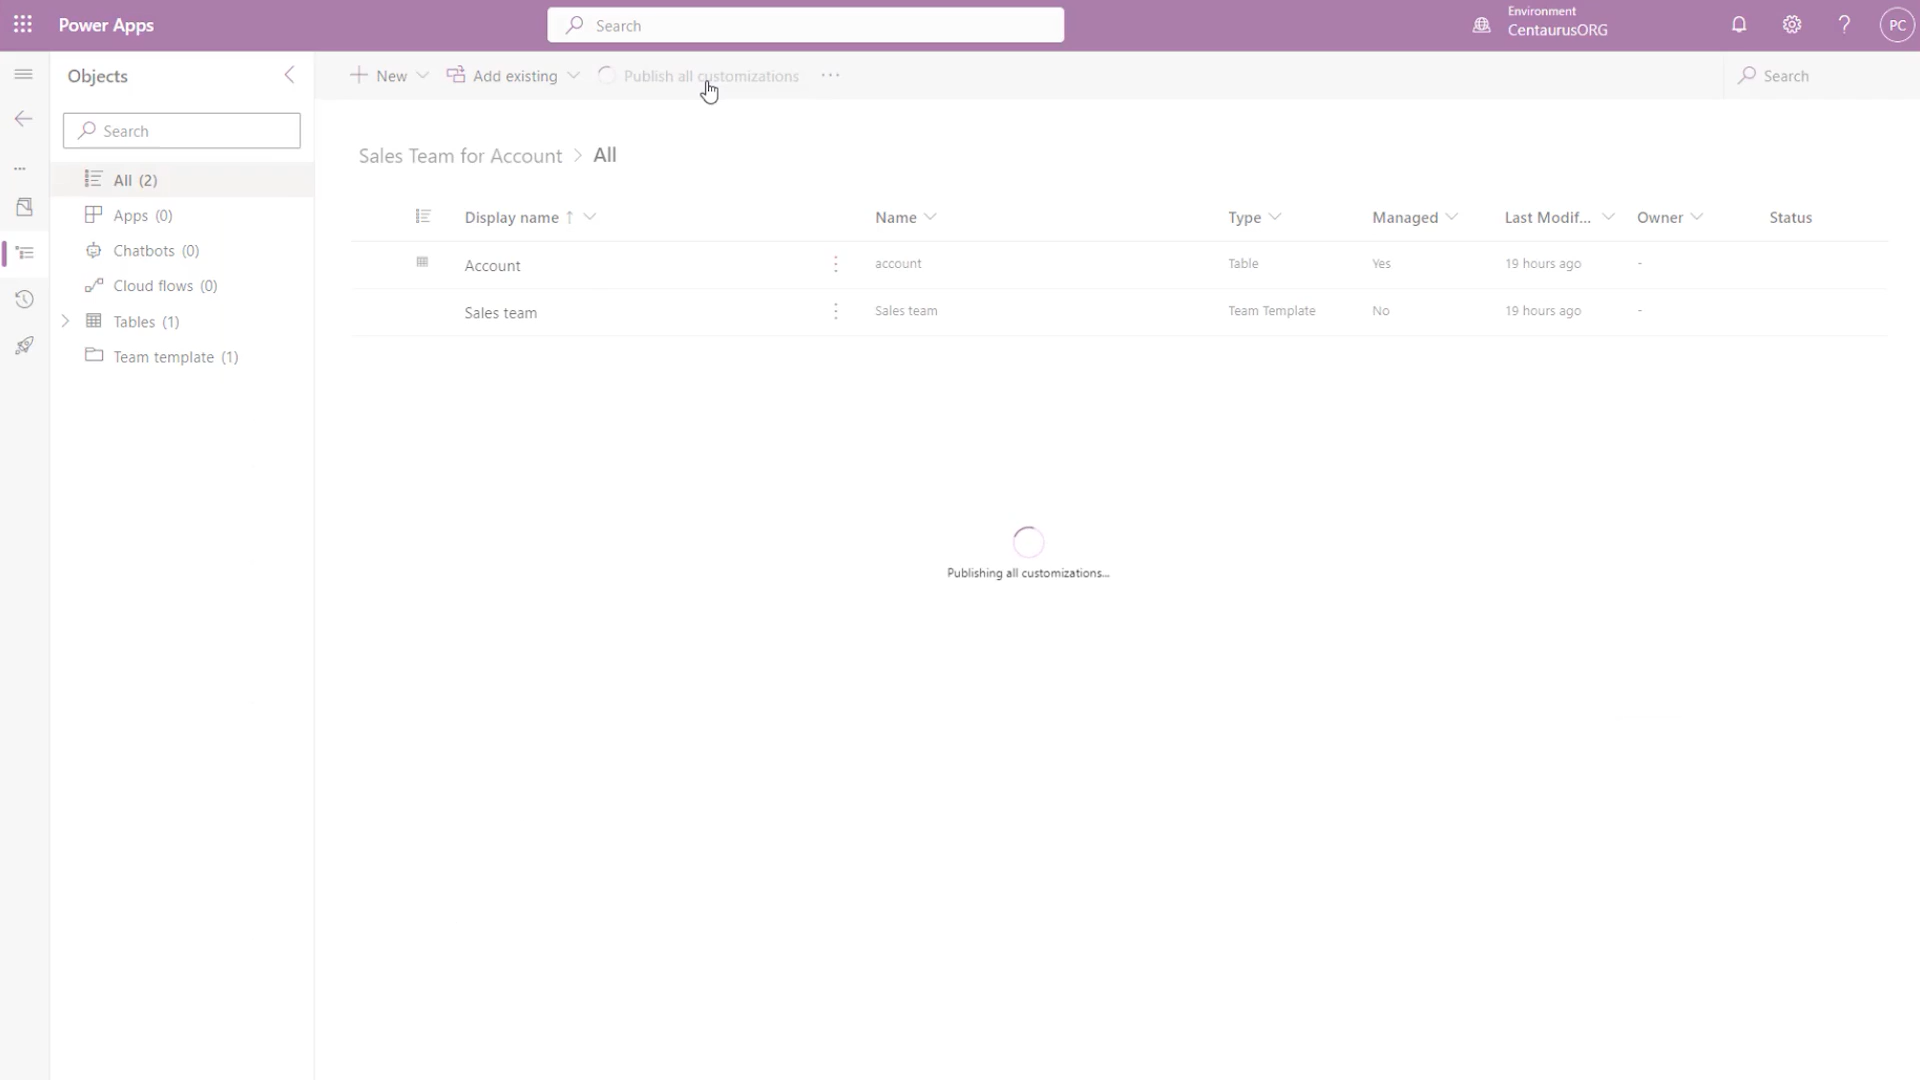 Power Apps
Search
Environment
CentaurusORG
PC
Objects
New
Add existing
Publish all customizations
...
Search
Search
...
All (2)
Apps (0)
Chatbots (0)
Cloud flows (0)
Tables (1)
Team template (1)
Sales Team for Account > All
Display name ↑ Name Type Managed Last Modif... Owner Status
Account account Table Yes 19 hours ago -
Sales team Sales team Team Template No 19 hours ago -
Publishing all customizations...